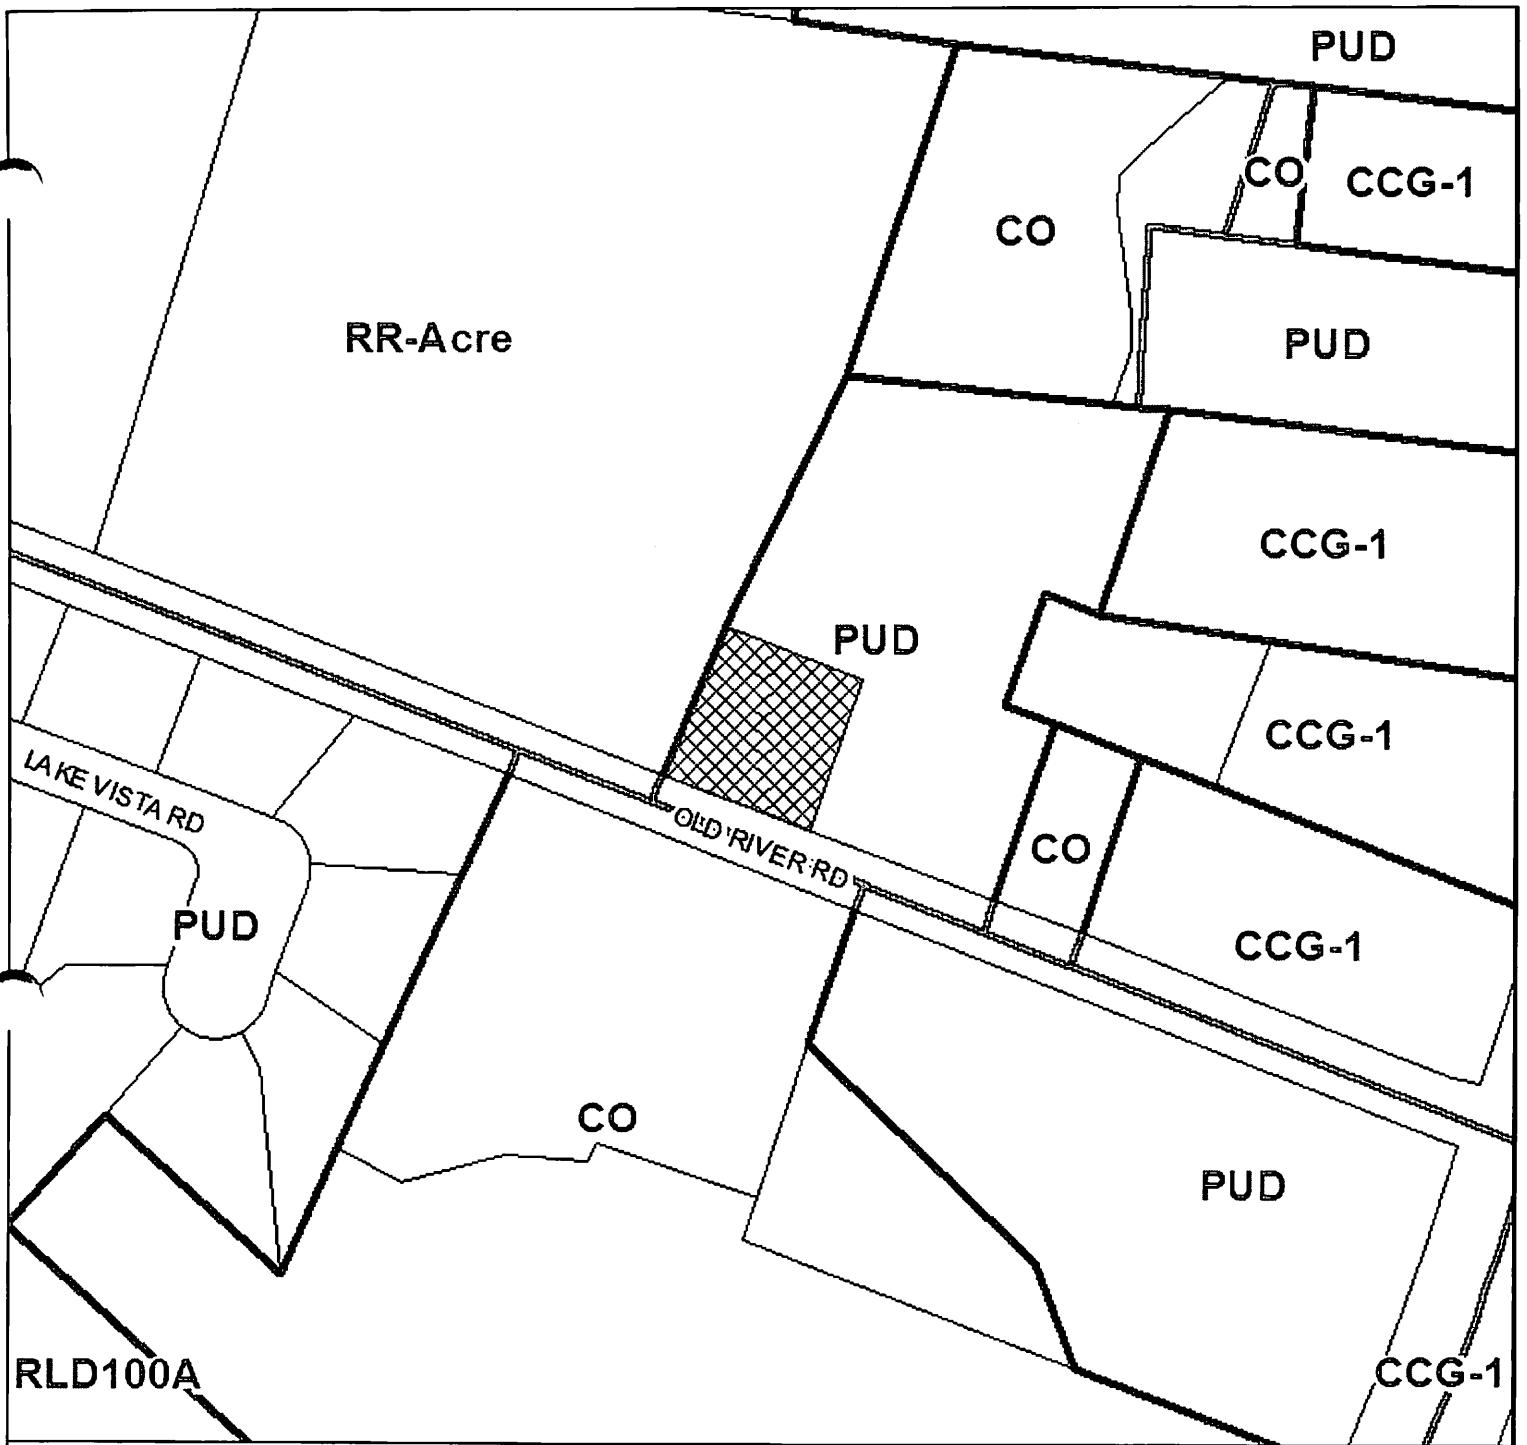 PUD
CO
CCG-1
CO
RR-Acre
PUD
CCG-1
PUD
CCG-1
LAKE VISTA RD
OLD RIVER RD
CO
PUD
CCG-1
CO
PUD
RLD100A
CCG-1